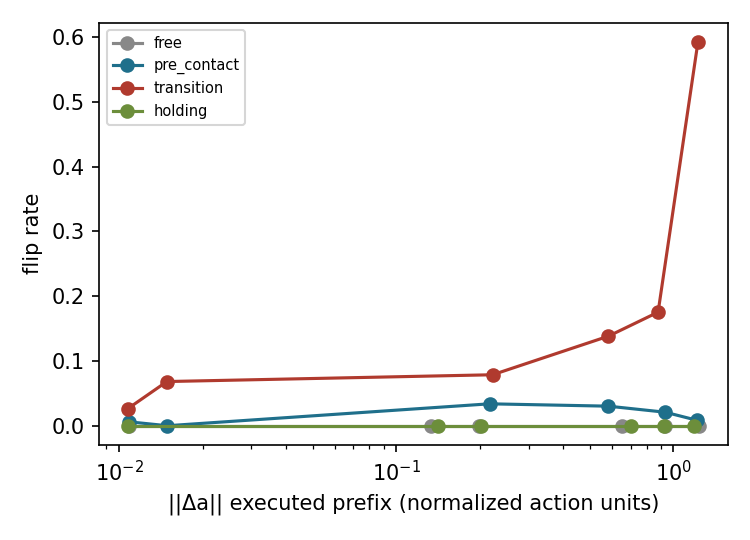 free
pre_contact
transition
holding
0.6
0.5
0.4
0.3
0.2
0.1
0.0
flip rate
10⁻² 10⁻¹ 10⁰
||Δa|| executed prefix (normalized action units)